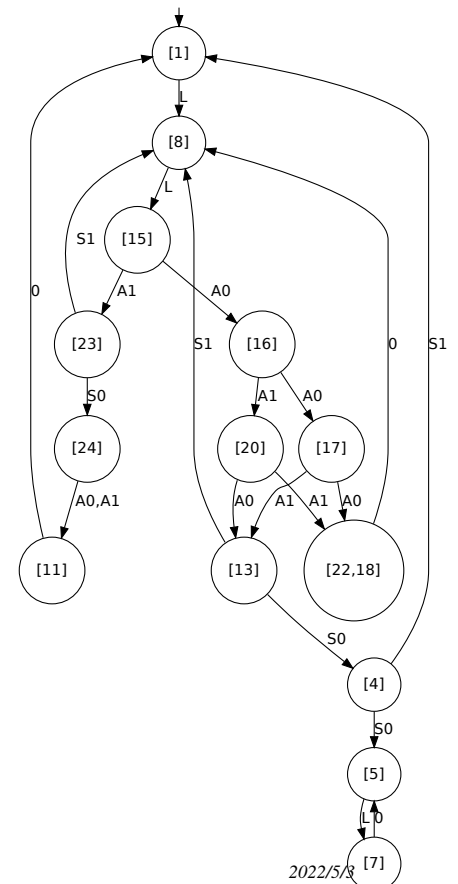 [1]
L
[8]
L
[15]
S1
A1
A0
0
[23]
[16]
S1
0
S1
S0
A1
A0
[24]
[20]
[17]
A0,A1
A0
A1
A1
A0
[11]
[13]
[22,18]
S0
[4]
S0
[5]
L
0
2022/5/3
[7]